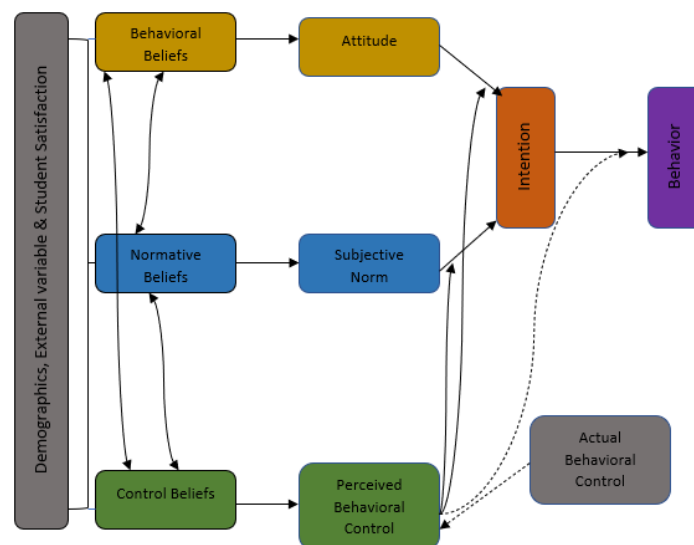 Demographics, External variable & Student Satisfaction
Behavioral
Beliefs
Attitude
Intention
Behavior
Normative
Beliefs
Subjective
Norm
Control Beliefs
Perceived
Behavioral
Control
Actual
Behavioral
Control